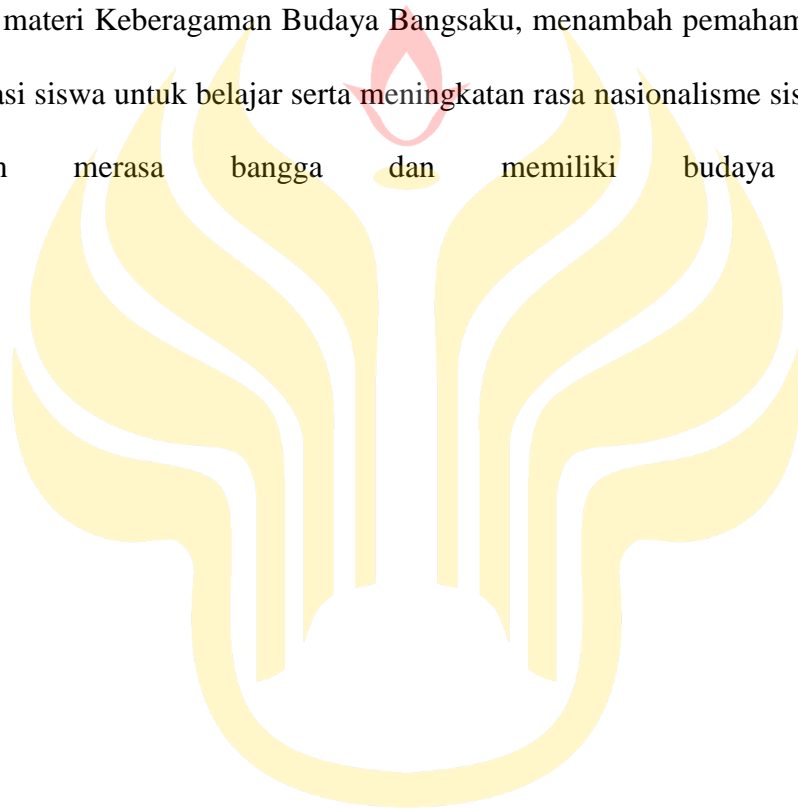 materi Keberagaman Budaya Bangsaku, menambah pemaham
asi siswa untuk belajar serta meningkatan rasa nasionalisme sis
merasa bangga dan memiliki budaya